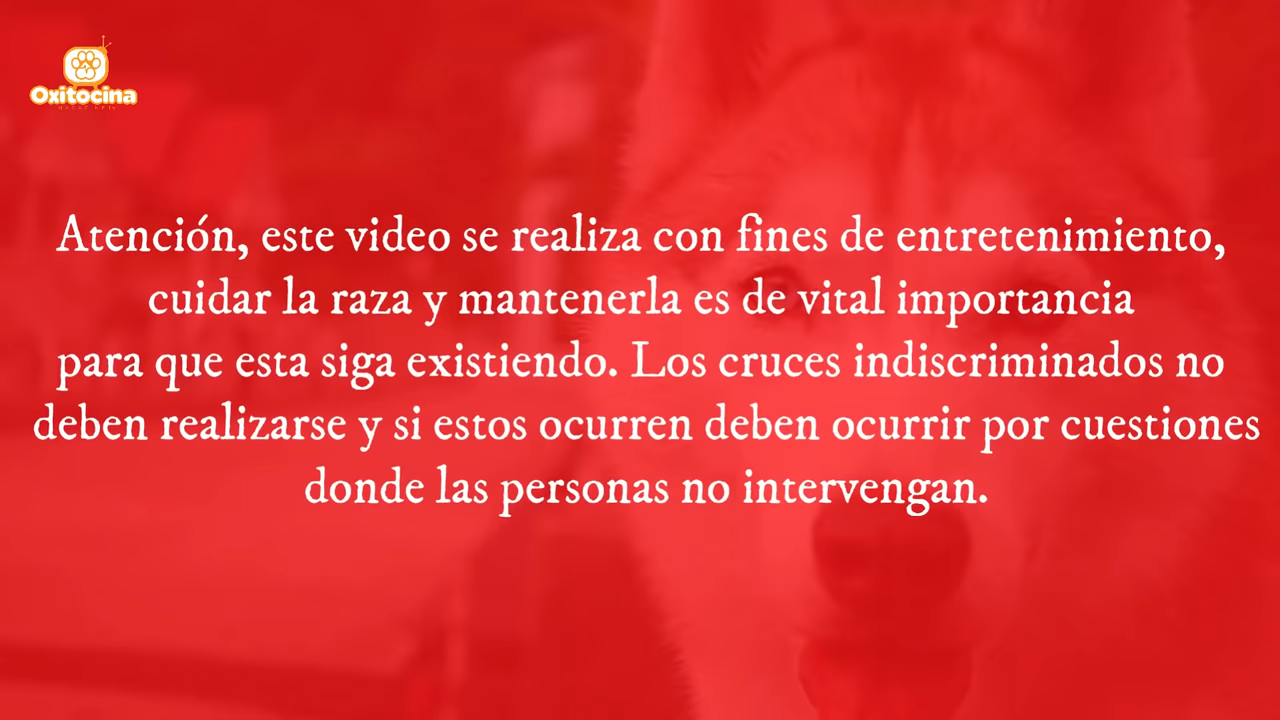 Oxitocina
Atención, este video se realiza con fines de entretenimiento,
cuidar la raza y mantenerla es de vital importancia
para que esta siga existiendo. Los cruces indiscriminados no
deben realizarse y si estos ocurren deben ocurrir por cuestiones
donde las personas no intervengan.